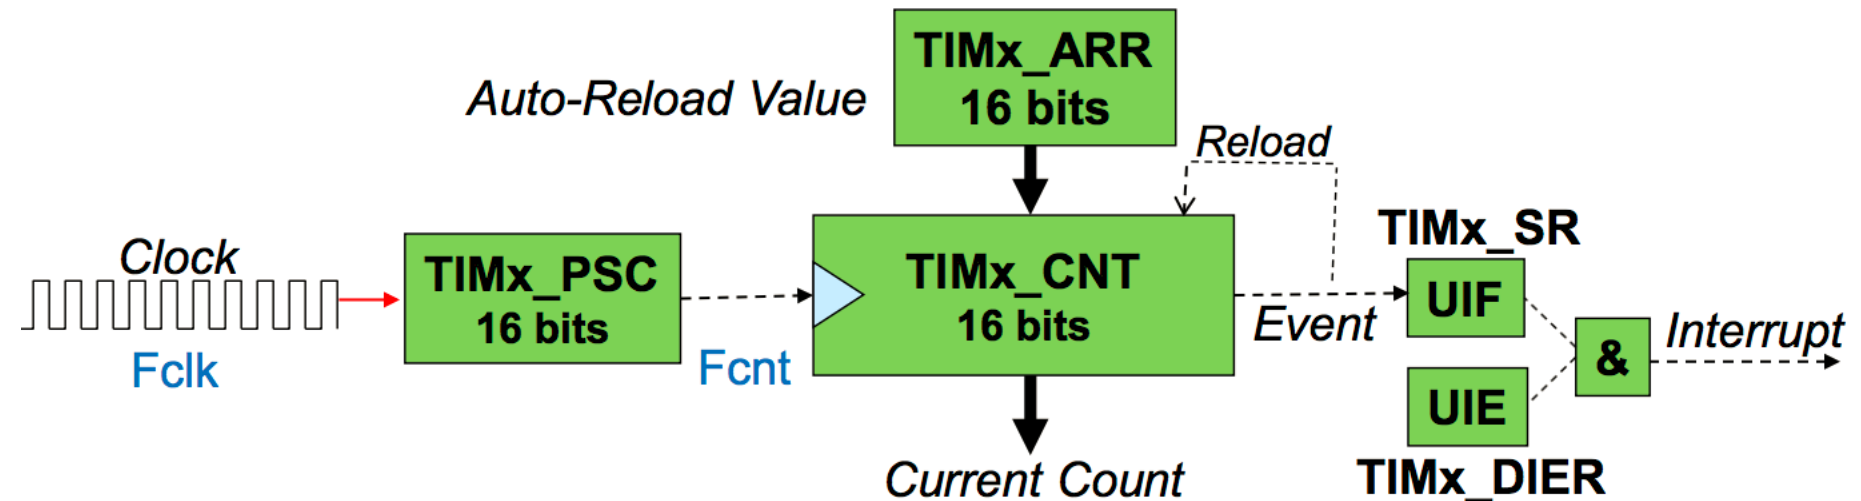 TIMx_ARR
16 bits
Auto-Reload Value
Reload
Clock
Fclk
TIMx_PSC
16 bits
Fcnt
TIMx_CNT
16 bits
Event
TIMx_SR
UIF
UIE
TIMx_DIER
&
Interrupt
Current Count